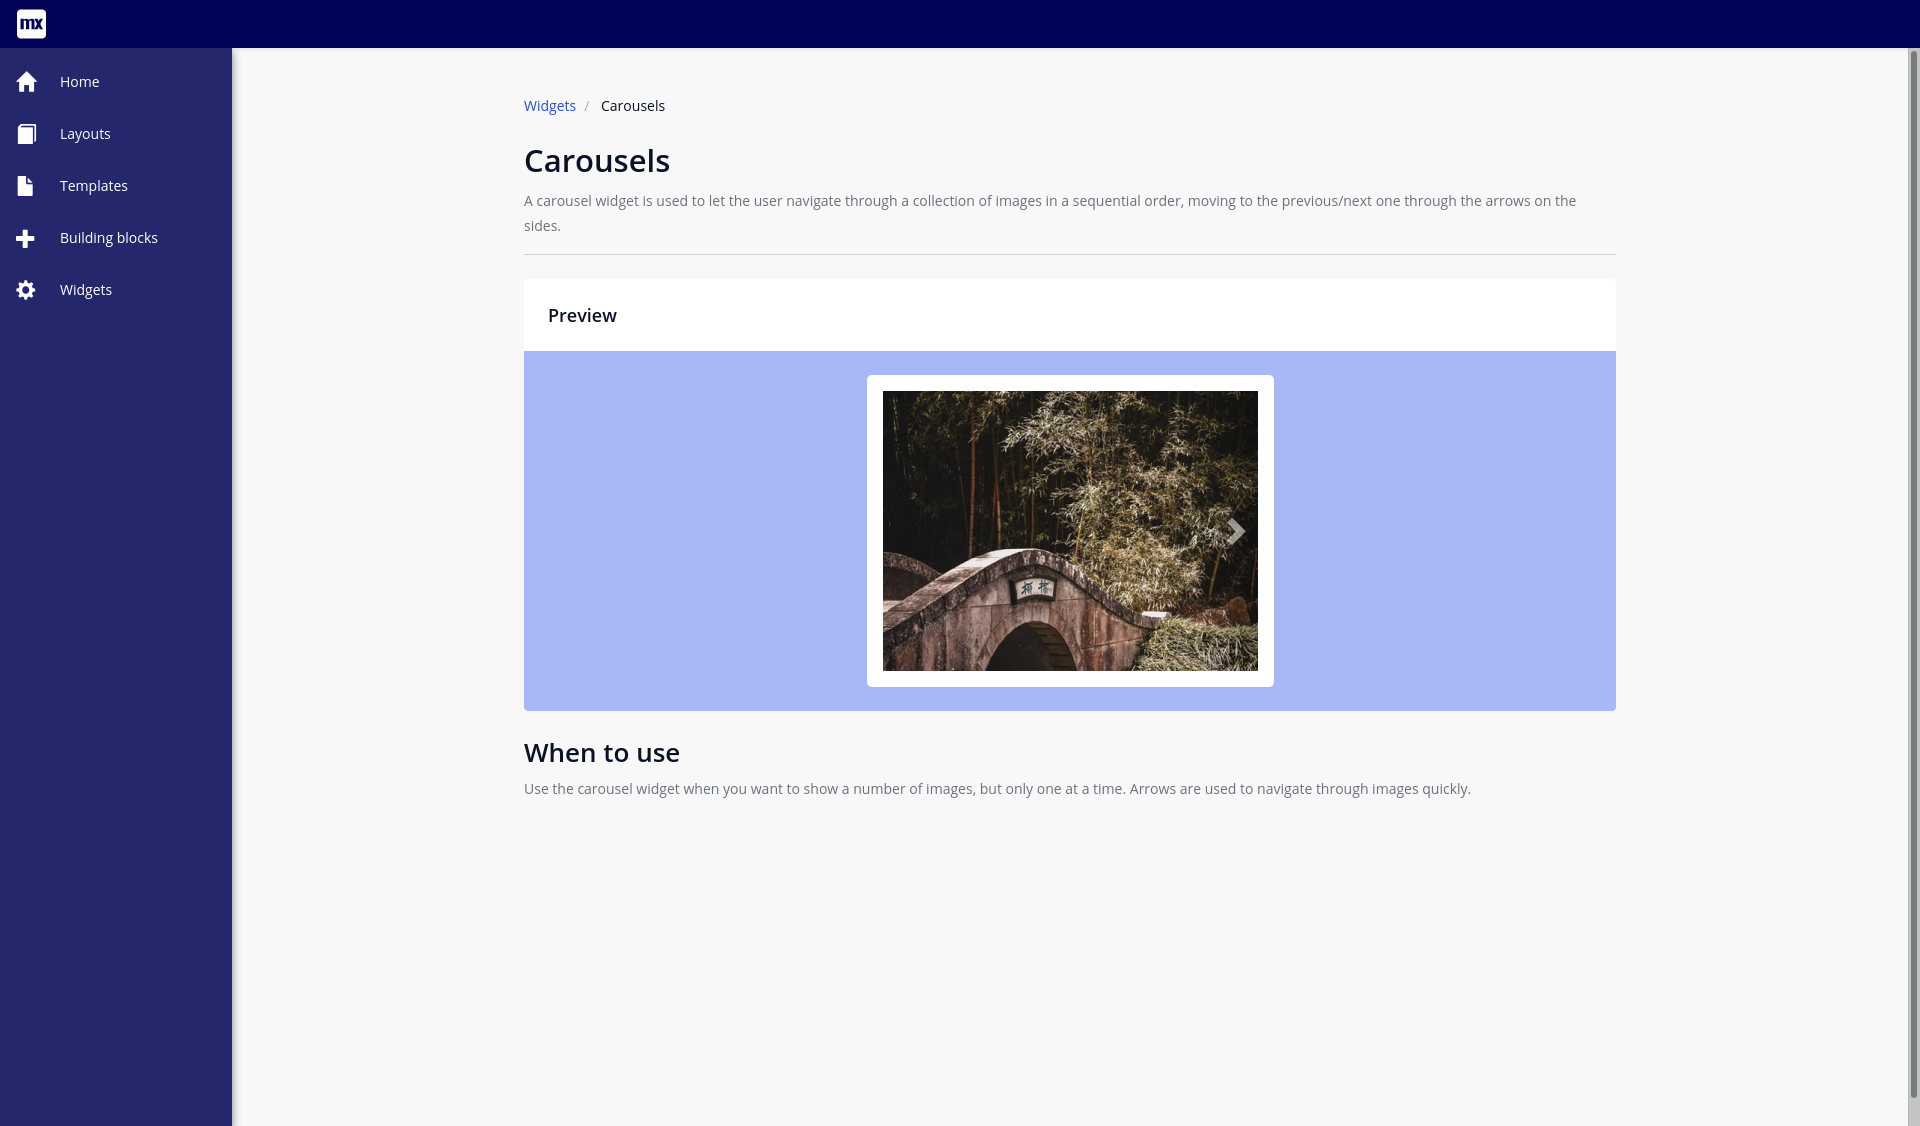 mx
Home
Layouts
Templates
Building blocks
Widgets
Widgets / Carousels
Carousels
A carousel widget is used to let the user navigate through a collection of images in a sequential order, moving to the previous/next one through the arrows on the
sides.
Preview
When to use
Use the carousel widget when you want to show a number of images, but only one at a time. Arrows are used to navigate through images quickly.